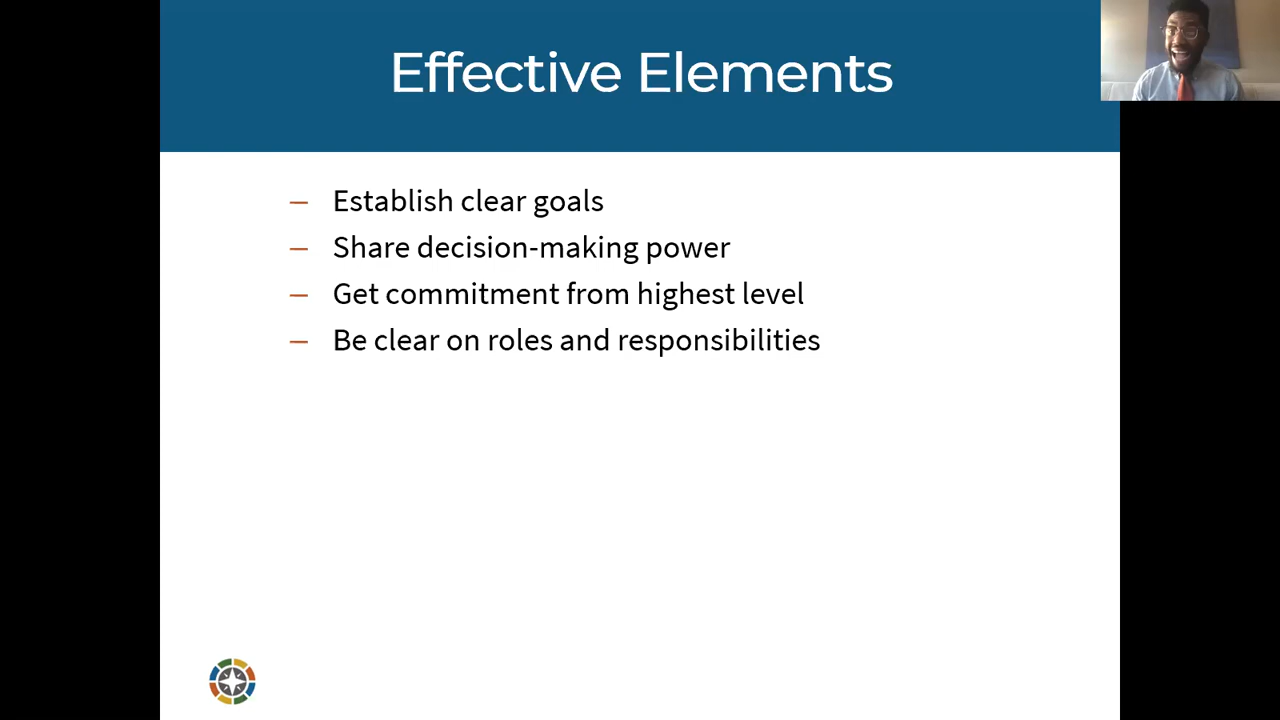 Effective Elements
– Establish clear goals
– Share decision-making power
– Get commitment from highest level
– Be clear on roles and responsibilities